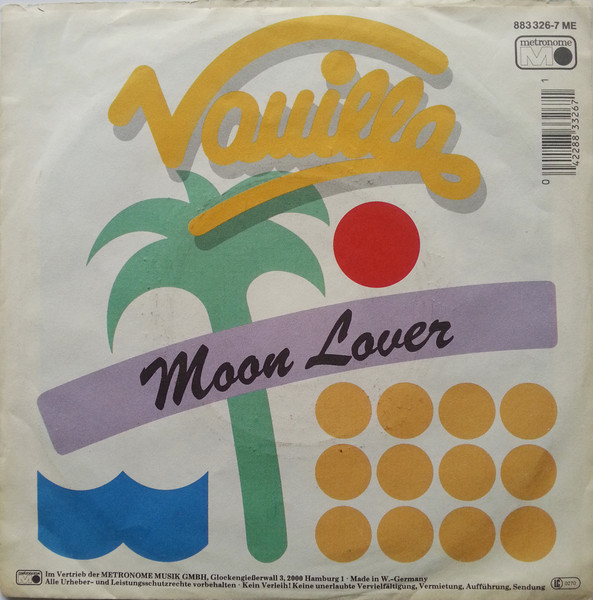 883 326-7 ME
metronome
Vanilla
1
42288 33267
0
Moon Lover
Im Vertrieb der METRONOME MUSIK GMBH, Glockengießerwall 3, 2000 Hamburg 1 · Made in W.-Germany
Alle Urheber- und Leistungsschutzrechte vorbehalten · Kein Verleih! Keine unerlaubte Vervielfältigung, Vermietung, Aufführung, Sendung